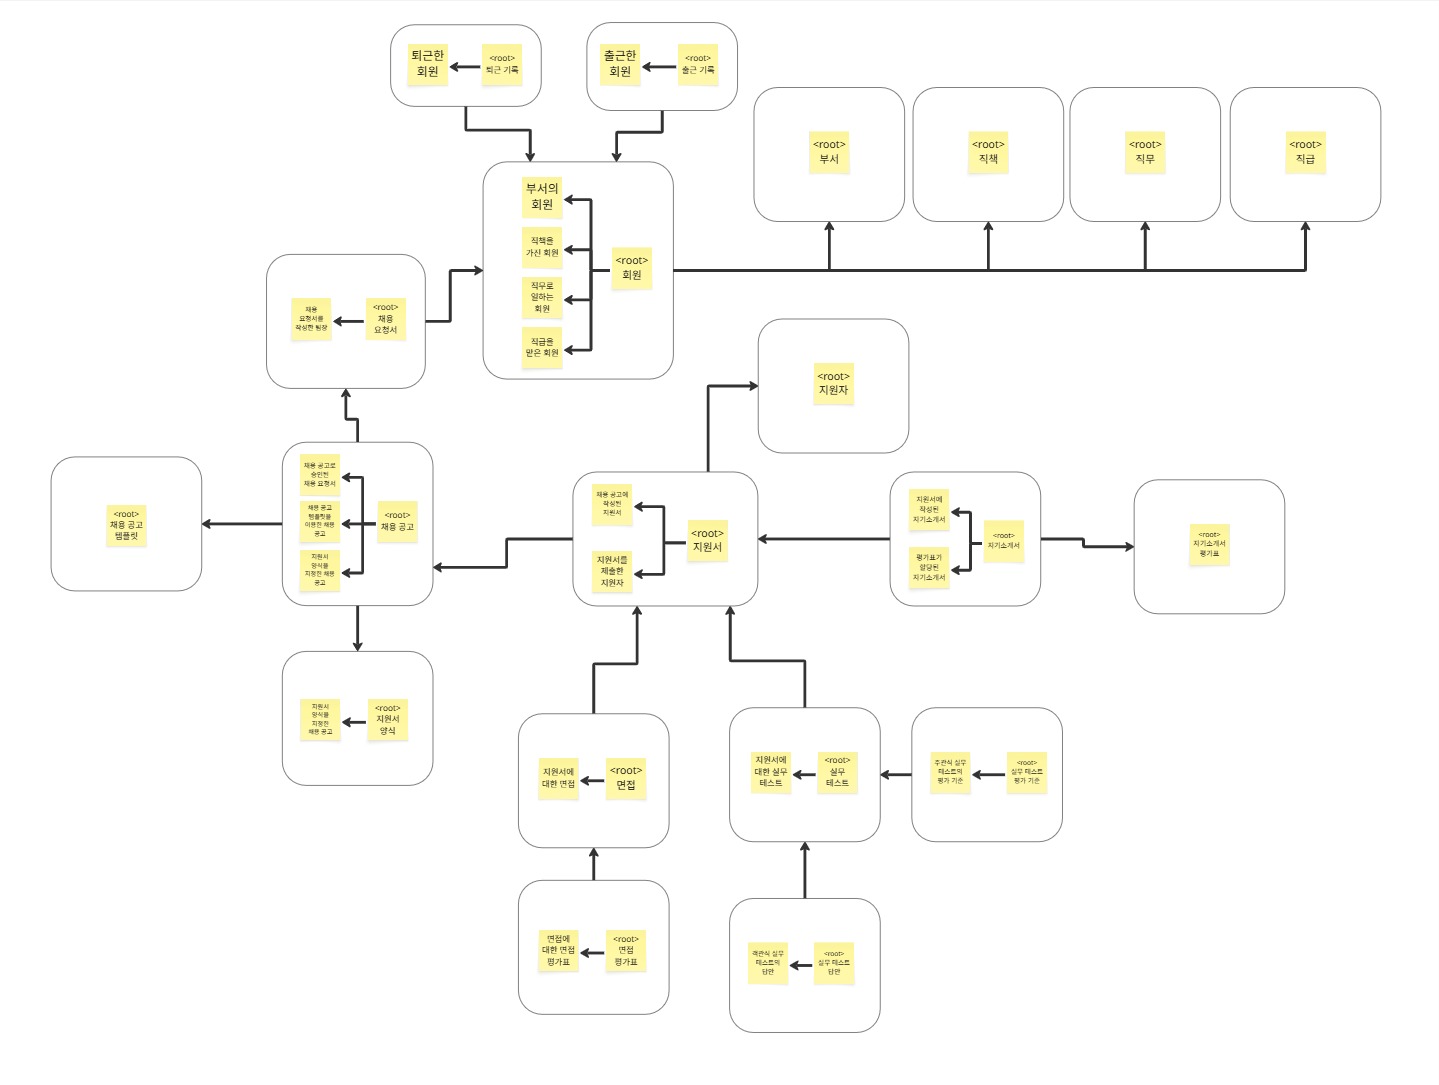 퇴근한
회원
<root>
퇴근 기록
출근한
회원
<root>
출근 기록
<root>
부서
<root>
직책
<root>
직무
<root>
직급
부서의
회원
직책을
가신 회원
직무로
일하는
회원
직급을
맡은 회원
<root>
회원
채용
요청서를
작성한 팀장
<root>
채용
요청서
<root>
지원자
<root>
채용 공고
템플릿
채용 공고로
승인된
채용 요청서
채용 공고
템플릿을
이용한 채용
공고
지원서
양식을
지정한 채용
공고
<root>
채용 공고
채용 공고에
작성된
지원서
지원서를
제출한
지원자
<root>
지원서
지원서에
작성된
자기소개서
평가표가
할당된
자기소개서
<root>
자기소개서
<root>
자기소개서
평가표
지원서
양식을
지정한
채용 공고
<root>
지원서
양식
지원서에
대한 면접
<root>
면접
지원서에
대한 실무
테스트
<root>
실무
테스트
주관식 실무
테스트의
평가 기준
<root>
실무 테스트
평가 기준
면접에
대한 면접
평가표
<root>
면접
평가표
객관식 실무
테스트의
답안
<root>
실무 테스트
답안